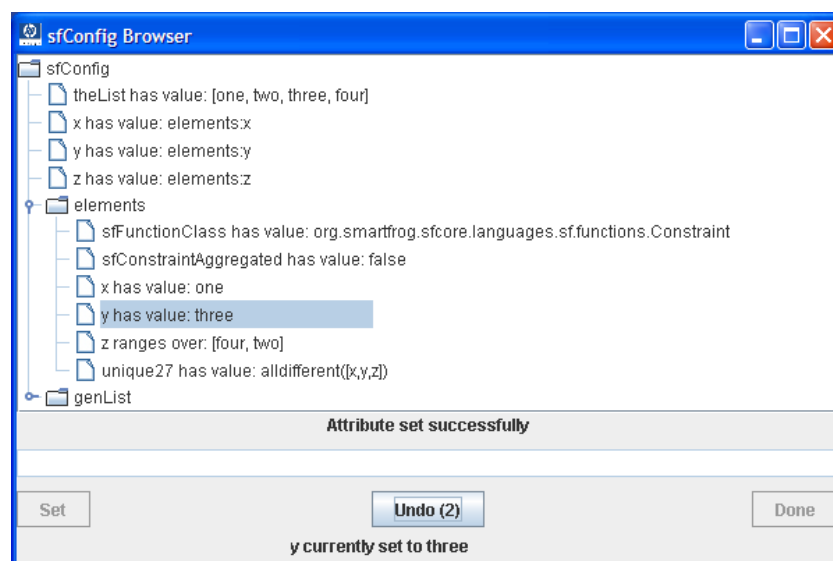 sfConfig Browser
sfConfig
theList has value: [one, two, three, four]
x has value: elements:x
y has value: elements:y
z has value: elements:z
elements
sfFunctionClass has value: org.smartfrog.sfcore.languages.sf.functions.Constraint
sfConstraintAggregated has value: false
x has value: one
y has value: three
z ranges over: [four, two]
unique27 has value: alldifferent([x,y,z])
genList
Attribute set successfully
Set
Undo (2)
Done
y currently set to three